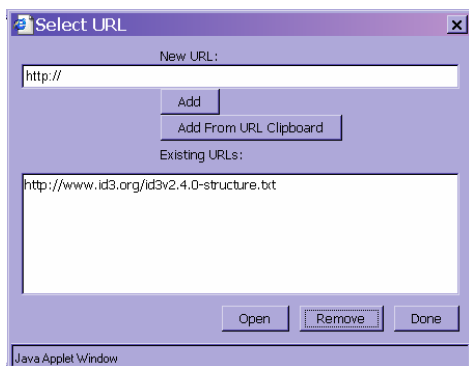 Select URL
New URL:
http://
Add
Add From URL Clipboard
Existing URLs:
http://www.id3.org/id3v2.4.0-structure.txt
Open Remove Done
Java Applet Window